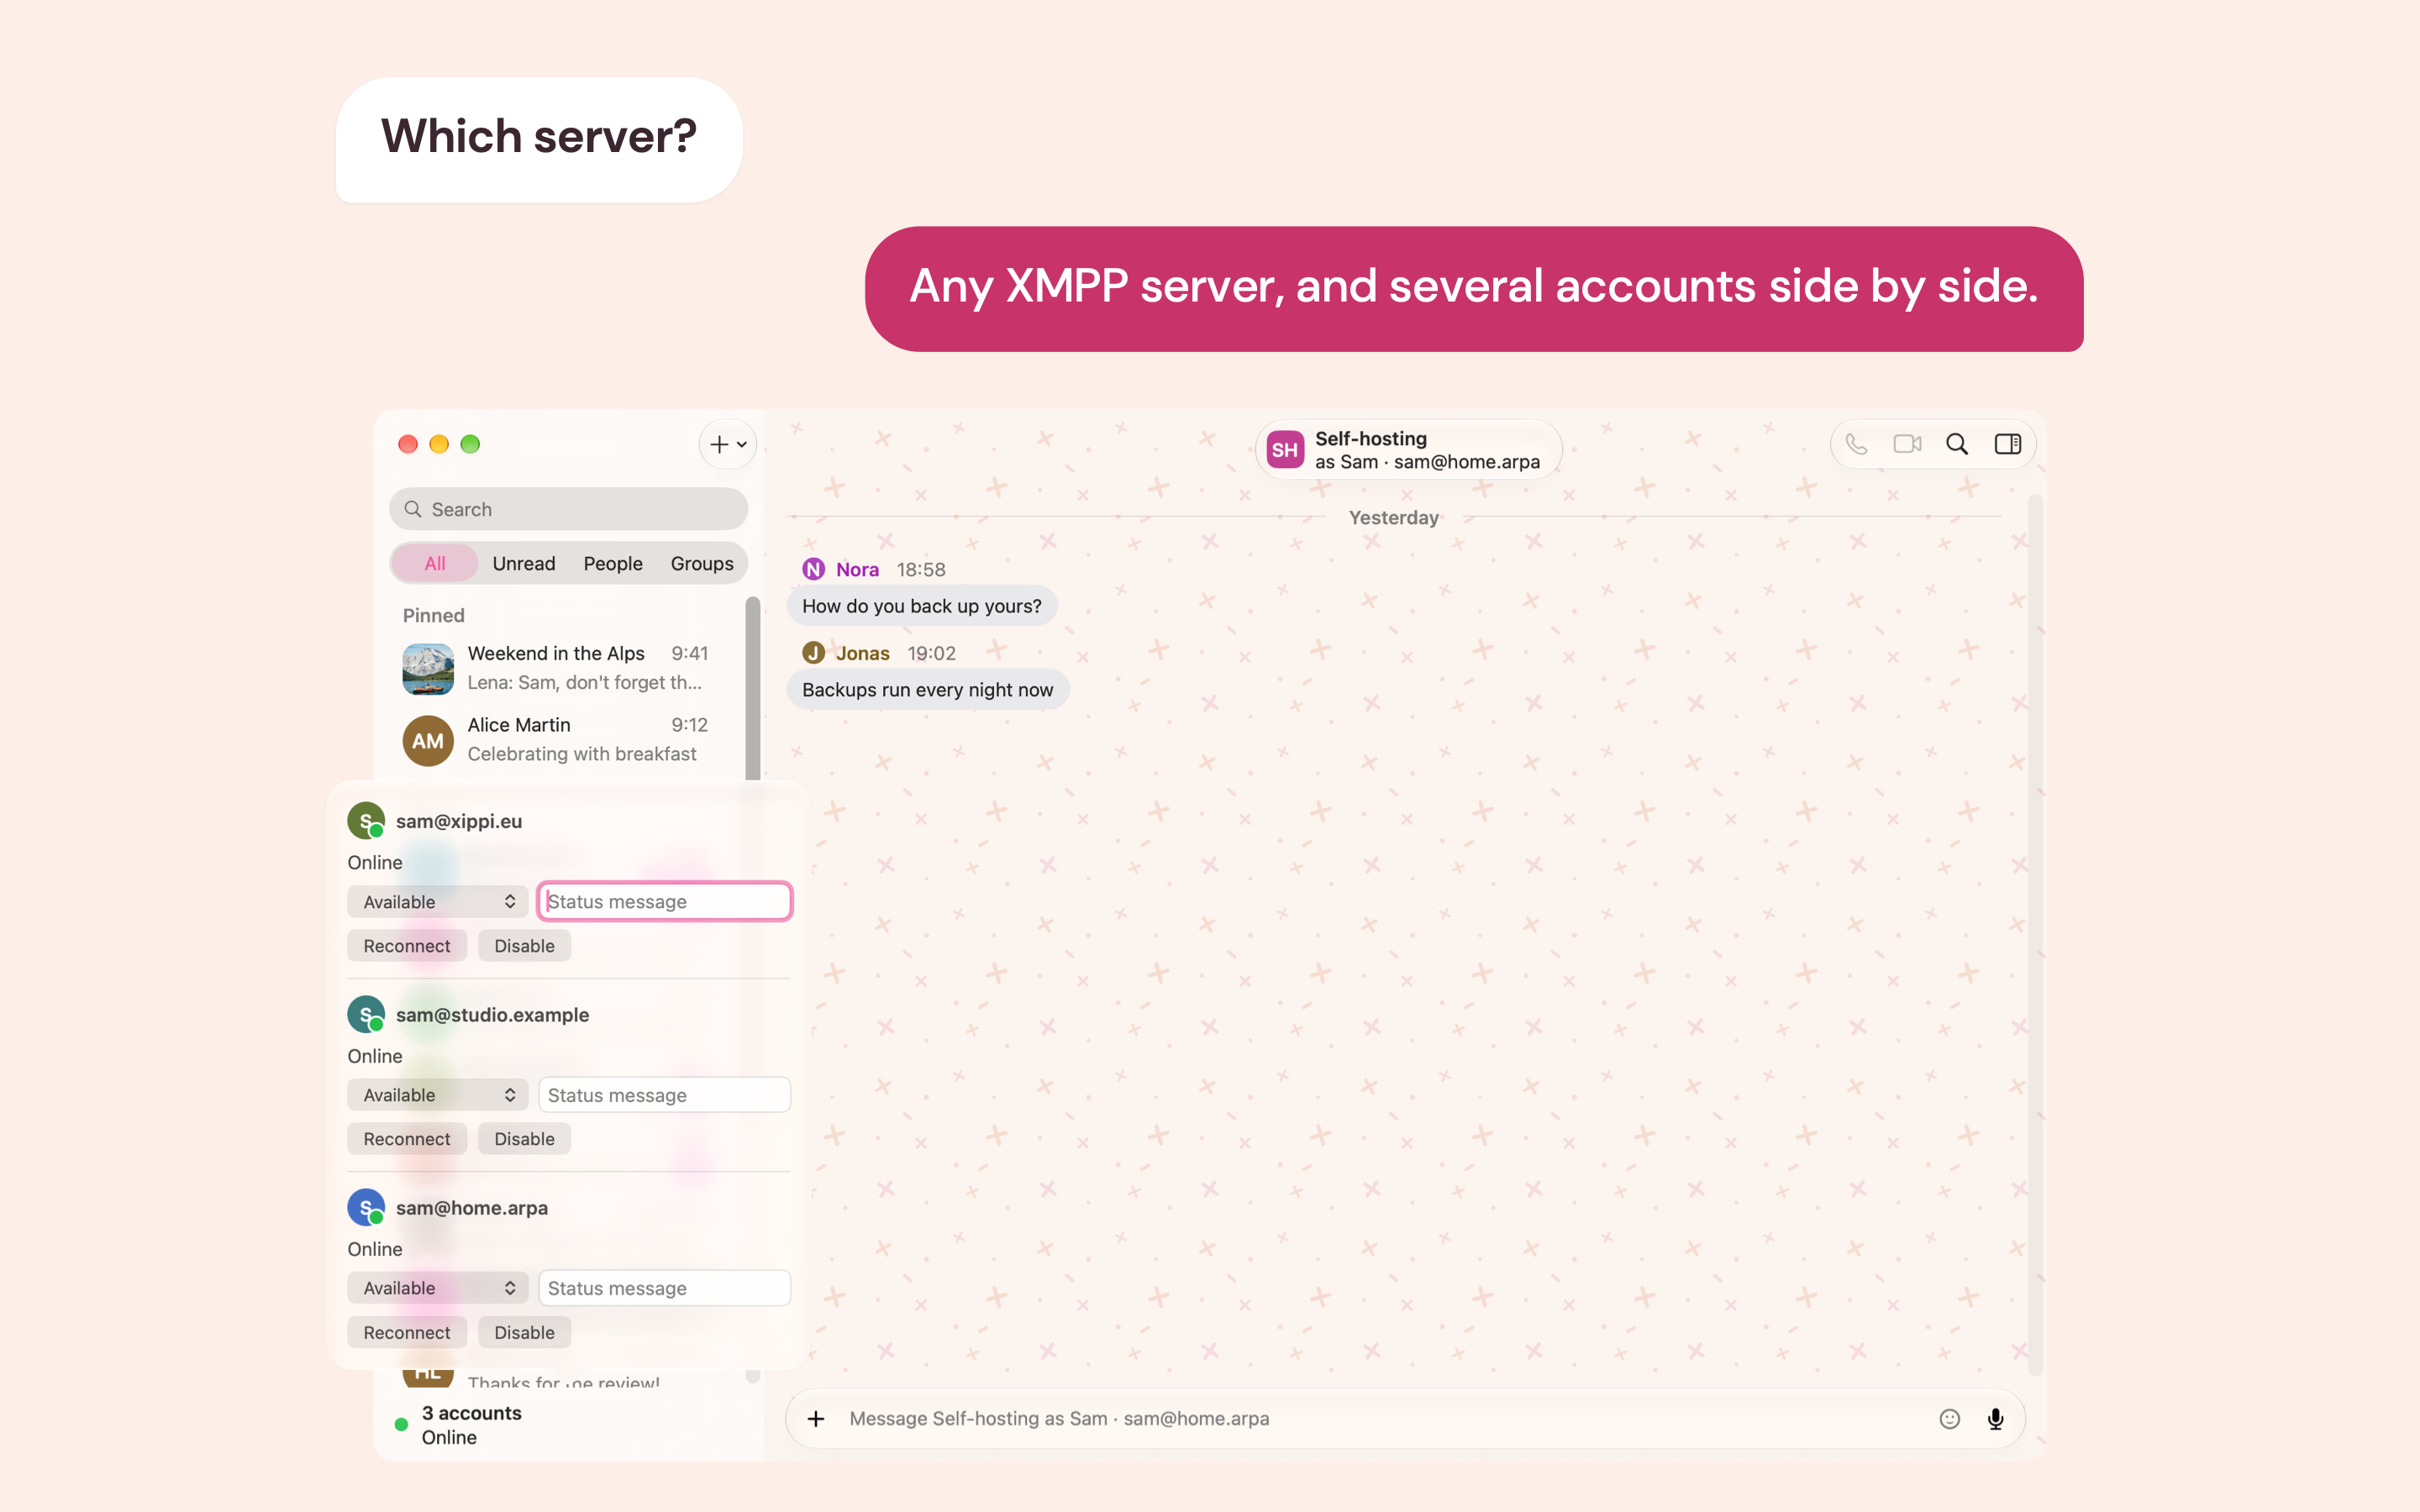 Which server?
Any XMPP server, and several accounts side by side.
Search
All Unread People Groups
Pinned
Weekend in the Alps 9:41
Lena: Sam, don't forget th...
AM
Alice Martin 9:12
Celebrating with breakfast
S
sam@xippi.eu
Online
Available
Status message
Reconnect Disable
S
sam@studio.example
Online
Available
Status message
Reconnect Disable
S
sam@home.arpa
Online
Available
Status message
Reconnect Disable
HL
Thanks for review!
3 accounts
Online
SH
Self-hosting
as Sam · sam@home.arpa
Yesterday
N Nora 18:58
How do you back up yours?
J Jonas 19:02
Backups run every night now
Message Self-hosting as Sam · sam@home.arpa